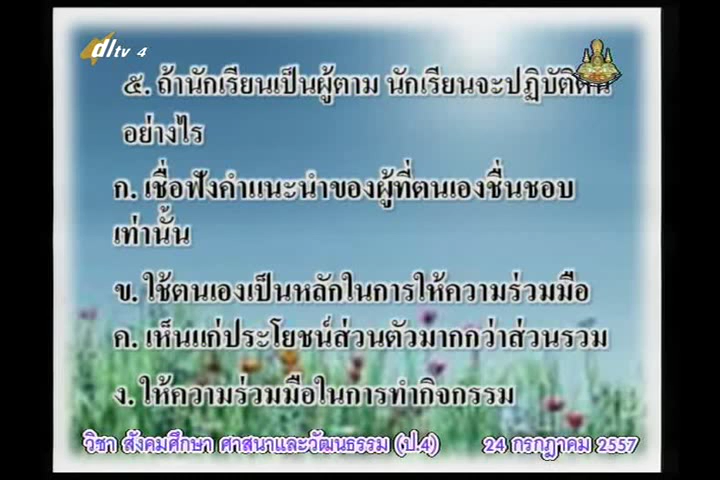 dltv 4
๕. ถ้านักเรียนเป็นผู้ตาม นักเรียนจะปฏิบัติตน
อย่างไร
ก. เชื่อฟังคำแนะนำของผู้ที่ตนเองชื่นชอบ
เท่านั้น
ข. ใช้ตนเองเป็นหลักในการให้ความร่วมมือ
ค. เห็นแก่ประโยชน์ส่วนตัวมากกว่าส่วนรวม
ง. ให้ความร่วมมือในการทำกิจกรรม
วิชา สังคมศึกษา ศาสนาและวัฒนธรรม (ป.4) 24 กรกฎาคม 2557